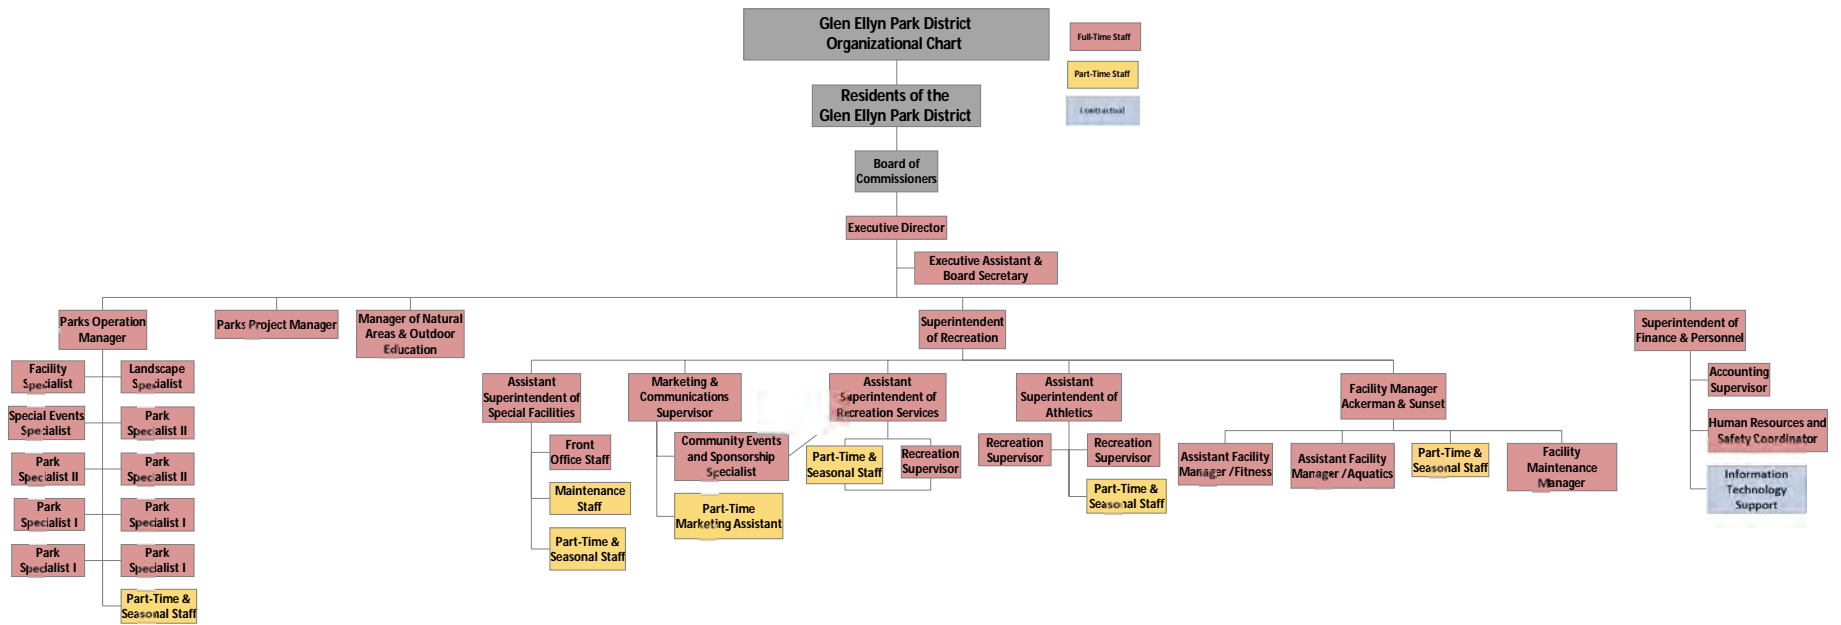 Glen Ellyn Park District
Organizational Chart
Full-Time Staff
Part-Time Staff
Contractual
Residents of the
Glen Ellyn Park District
Board of
Commissioners
Executive Director
Executive Assistant &
Board Secretary
Parks Operation
Manager
Parks Project Manager
Manager of Natural
Areas & Outdoor
Education
Superintendent
of Recreation
Superintendent of
Finance & Personnel
Facility
Specialist
Landscape
Specialist
Special Events
Specialist
Park
Specialist II
Park
Specialist II
Park
Specialist II
Park
Specialist I
Park
Specialist I
Park
Specialist I
Park
Specialist I
Part-Time &
Seasonal Staff
Assistant
Superintendent of
Special Facilities
Front
Office Staff
Maintenance
Staff
Part-Time &
Seasonal Staff
Marketing &
Communications
Supervisor
Community Events
and Sponsorship
Specialist
Part-Time
Marketing Assistant
Assistant
Superintendent of
Recreation Services
Part-Time &
Seasonal Staff
Recreation
Supervisor
Assistant
Superintendent of
Athletics
Recreation
Supervisor
Recreation
Supervisor
Part-Time &
Seasonal Staff
Facility Manager
Ackerman & Sunset
Assistant Facility
Manager /Fitness
Assistant Facility
Manager /Aquatics
Part-Time &
Seasonal Staff
Facility
Maintenance
Manager
Accounting
Supervisor
Human Resources and
Safety Coordinator
Information
Technology
Support